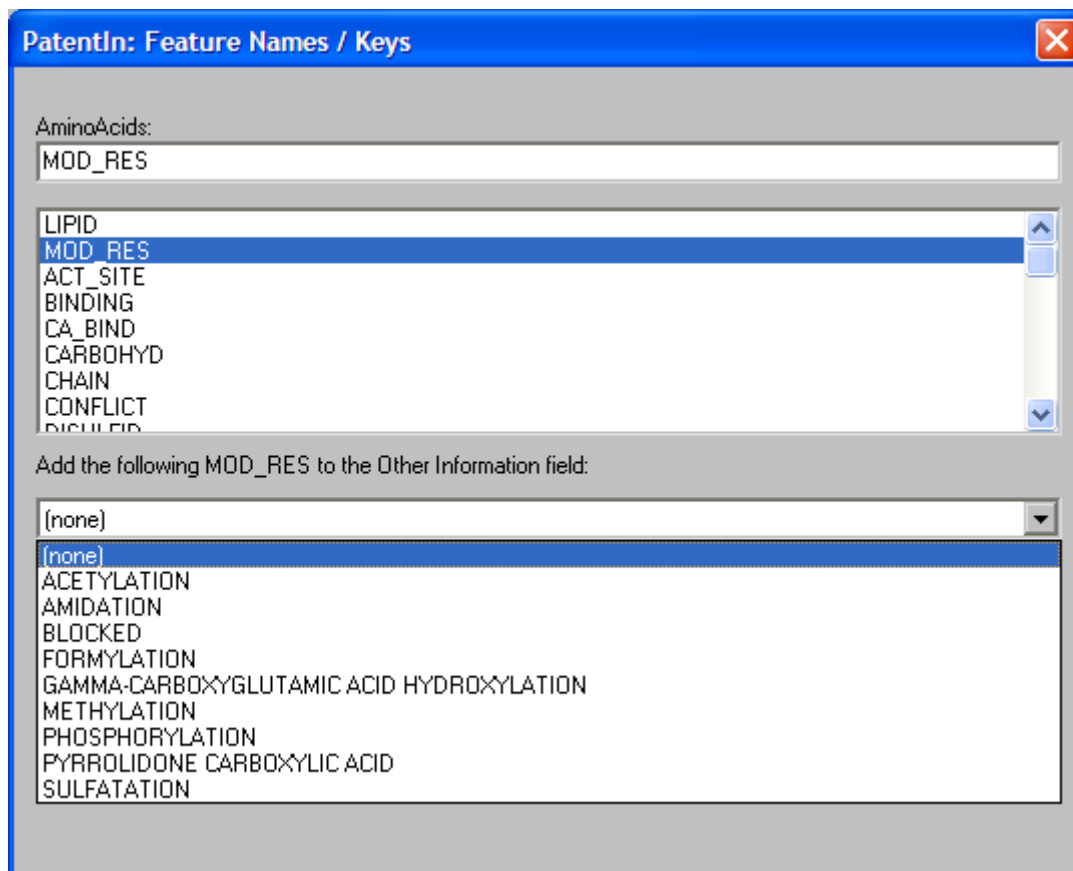 PatentIn: Feature Names / Keys
AminoAcids:
MOD_RES
LIPID
MOD_RES
ACT_SITE
BINDING
CA_BIND
CARBOHYD
CHAIN
CONFLICT
DISULFID
Add the following MOD_RES to the Other Information field:
(none)
(none)
ACETYLATION
AMIDATION
BLOCKED
FORMYLATION
GAMMA-CARBOXYGLUTAMIC ACID HYDROXYLATION
METHYLATION
PHOSPHORYLATION
PYRROLIDONE CARBOXYLIC ACID
SULFATATION